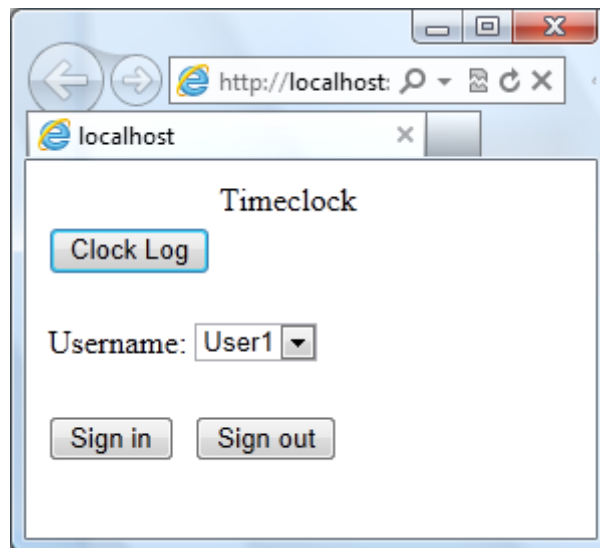 http://localhost:
localhost
Timeclock
Clock Log
Username: User1
Sign in Sign out